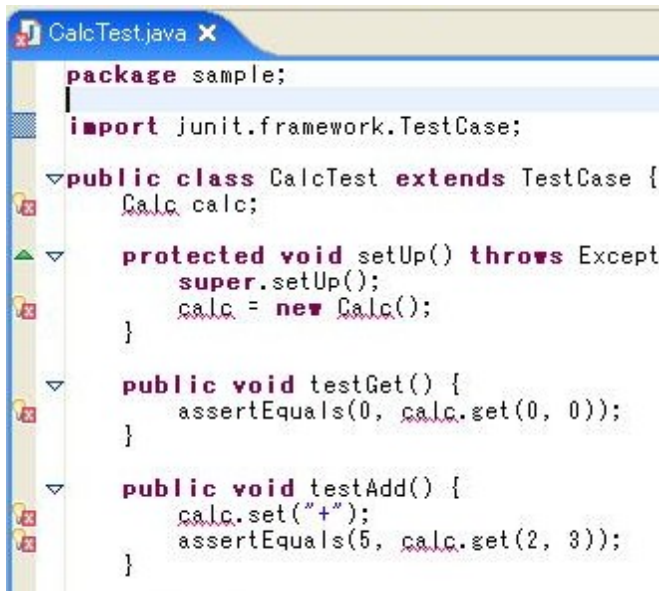 CalcTest.java
package sample;
import junit.framework.TestCase;
public class CalcTest extends TestCase {
Calc calc;
protected void setUp() throws Except
super.setUp();
calc = new Calc();
}
public void testGet() {
assertEquals(0, calc.get(0, 0));
}
public void testAdd() {
calc.set("+");
assertEquals(5, calc.get(2, 3));
}